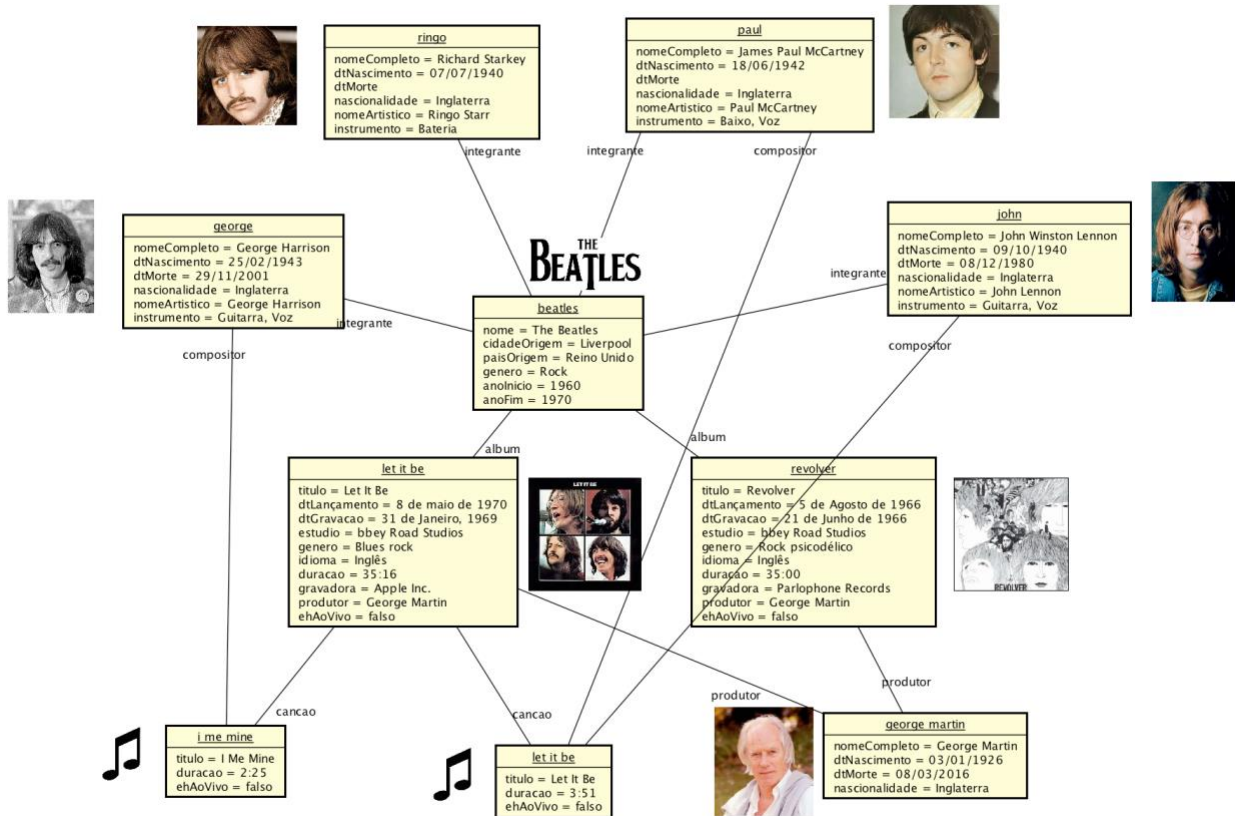 ringo
nomeCompleto = Richard Starkey
dtNascimento = 07/07/1940
dtMorte
nascionalidade = Inglaterra
nomeArtistico = Ringo Starr
instrumento = Bateria
paul
nomeCompleto = James Paul McCartney
dtNascimento = 18/06/1942
dtMorte
nascionalidade = Inglaterra
nomeArtistico = Paul McCartney
instrumento = Baixo, Voz
integrante
integrante
compositor
george
nomeCompleto = George Harrison
dtNascimento = 25/02/1943
dtMorte = 29/11/2001
nascionalidade = Inglaterra
nomeArtistico = George Harrison
instrumento = Guitarra, Voz
integrante
compositor
THE
BEATLES
john
nomeCompleto = John Winston Lennon
dtNascimento = 09/10/1940
dtMorte = 08/12/1980
nascionalidade = Inglaterra
nomeArtistico = John Lennon
instrumento = Guitarra, Voz
integrante
compositor
beatles
nome = The Beatles
cidadeOrigem = Liverpool
paisOrigem = Reino Unido
genero = Rock
anoInicio = 1960
anoFim = 1970
album
album
let it be
titulo = Let It Be
dtLançamento = 8 de maio de 1970
dtGravacao = 31 de Janeiro, 1969
estudio = bbey Road Studios
genero = Blues rock
idioma = Inglês
duracao = 35:16
gravadora = Apple Inc.
produtor = George Martin
ehAoVivo = falso
LET IT BE
revolver
titulo = Revolver
dtLançamento = 5 de Agosto de 1966
dtGravacao = 21 de Junho de 1966
estudio = bbey Road Studios
genero = Rock psicodélico
idioma = Inglês
duracao = 35:00
gravadora = Parlophone Records
produtor = George Martin
ehAoVivo = falso
REVOLVER
cancao
cancao
produtor
produtor
i me mine
titulo = I Me Mine
duracao = 2:25
ehAoVivo = falso
let it be
titulo = Let It Be
duracao = 3:51
ehAoVivo = falso
george martin
nomeCompleto = George Martin
dtNascimento = 03/01/1926
dtMorte = 08/03/2016
nascionalidade = Inglaterra